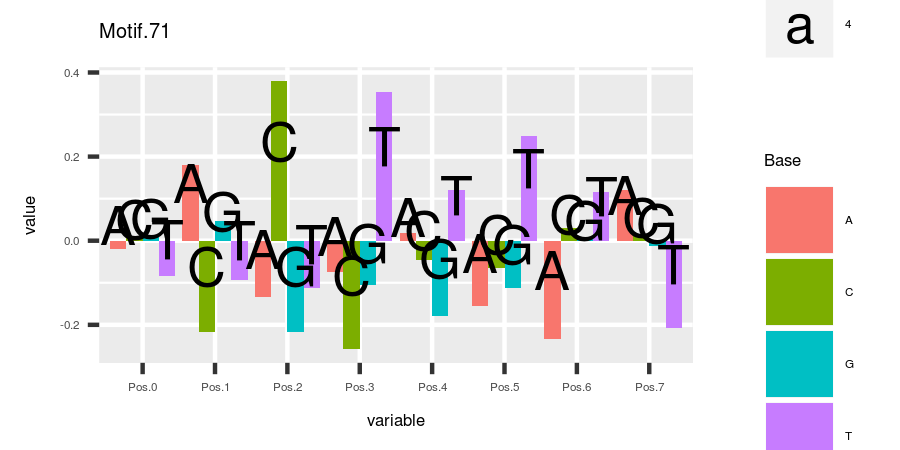 Motif.71
a
4
0.4
0.2
0.0
-0.2
value
A C G T A C G T A C G T A C G T A C G T A C G T A C G T A C G T
Pos.0 Pos.1 Pos.2 Pos.3 Pos.4 Pos.5 Pos.6 Pos.7
variable
Base
A
C
G
T